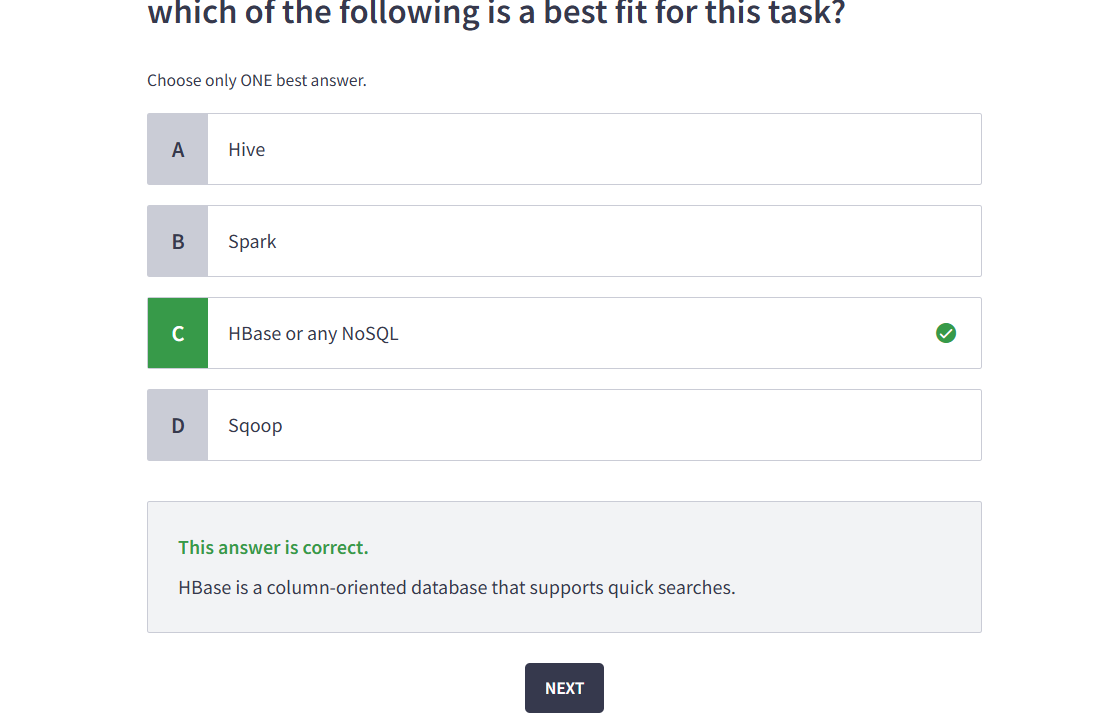 which of the following is a best fit for this task?
Choose only ONE best answer.
A Hive
B Spark
C HBase or any NoSQL
D Sqoop
This answer is correct.
HBase is a column-oriented database that supports quick searches.
NEXT